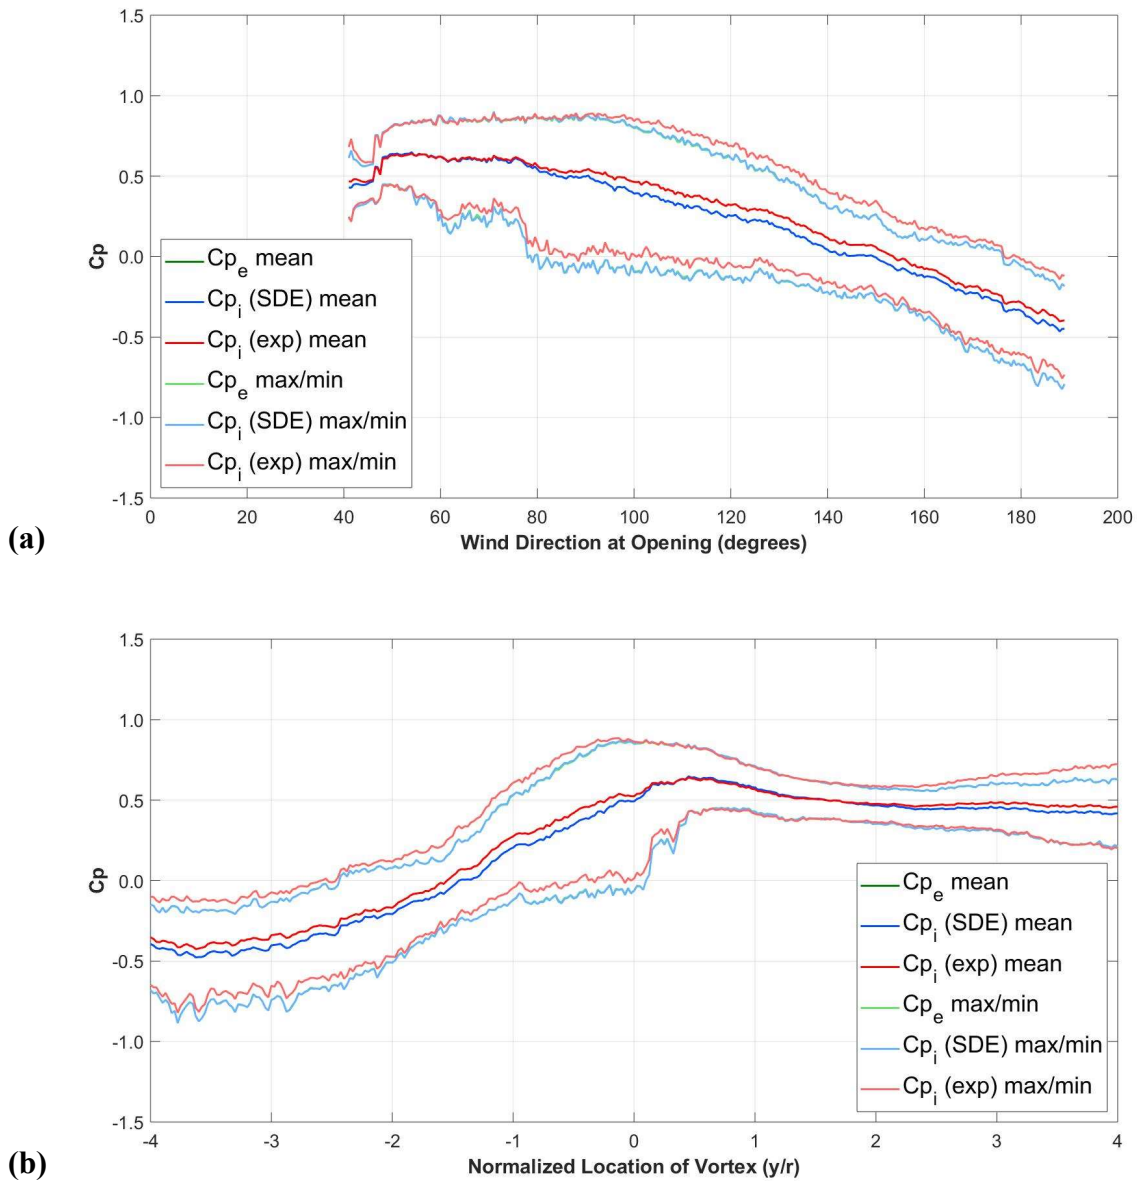 1.5
1.0
0.5
0.0
-0.5
-1.0
-1.5
Cp
Cpe mean
Cpi (SDE) mean
Cpi (exp) mean
Cpe max/min
Cpi (SDE) max/min
Cpi (exp) max/min
0 20 40 60 80 100 120 140 160 180 200
Wind Direction at Opening (degrees)
(a)
1.5
1.0
0.5
0.0
-0.5
-1.0
-1.5
Cp
Cpe mean
Cpi (SDE) mean
Cpi (exp) mean
Cpe max/min
Cpi (SDE) max/min
Cpi (exp) max/min
-4 -3 -2 -1 0 1 2 3 4
Normalized Location of Vortex (y/r)
(b)